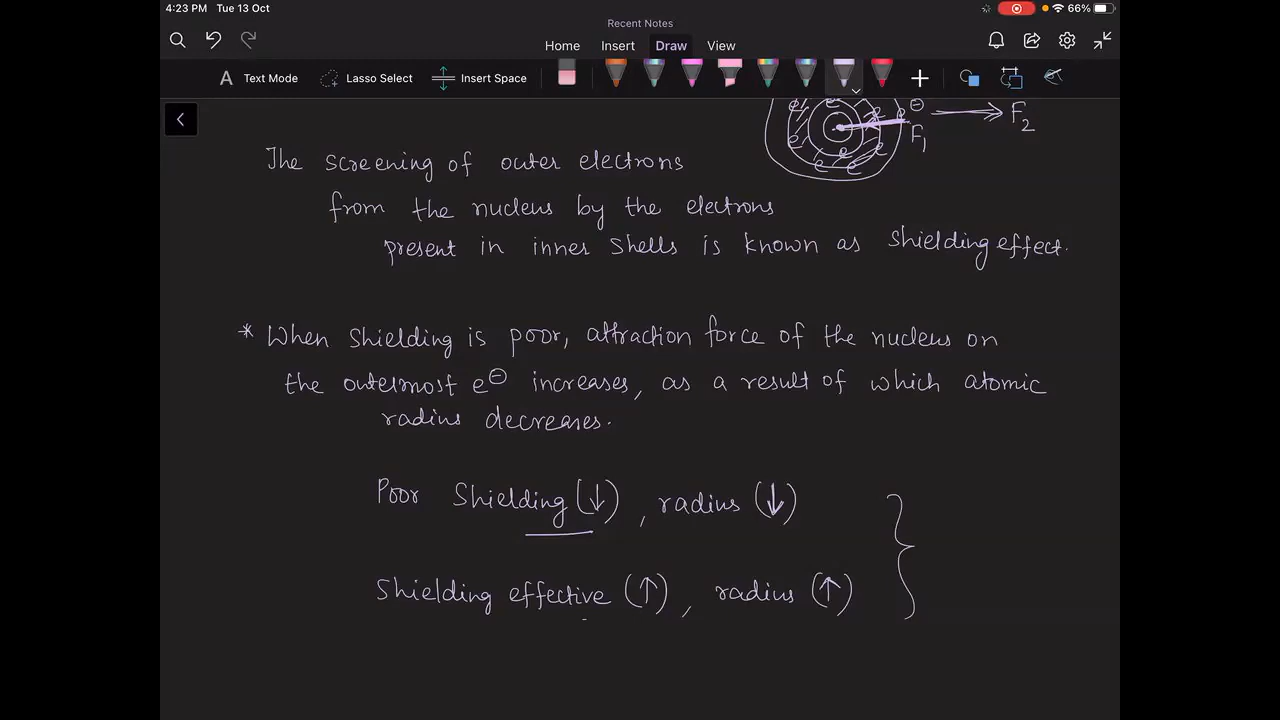 4:23 PM Tue 13 Oct
66%
Recent Notes
Home Insert Draw View
A Text Mode Lasso Select Insert Space
e⊖ → F2
F1
The screening of outer electrons
from the nucleus by the electrons
present in inner shells is known as shielding effect.
* When shielding is poor, attraction force of the nucleus on
the outermost e⊖ increases, as a result of which atomic
radius decreases.
Poor Shielding (↓), radius (↓)
Shielding effective (↑), radius (↑)